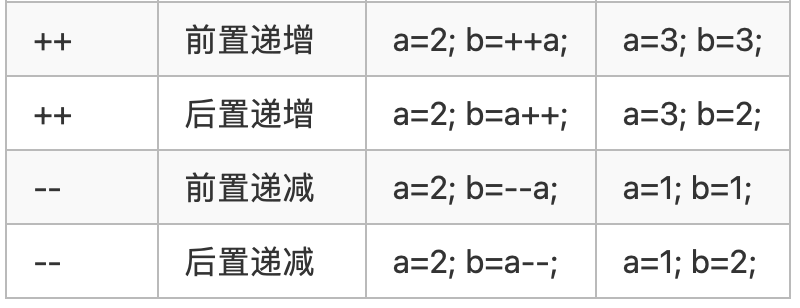 ++ 前置递增 a=2; b=++a; a=3; b=3;
++ 后置递增 a=2; b=a++; a=3; b=2;
-- 前置递减 a=2; b=--a; a=1; b=1;
-- 后置递减 a=2; b=a--; a=1; b=2;